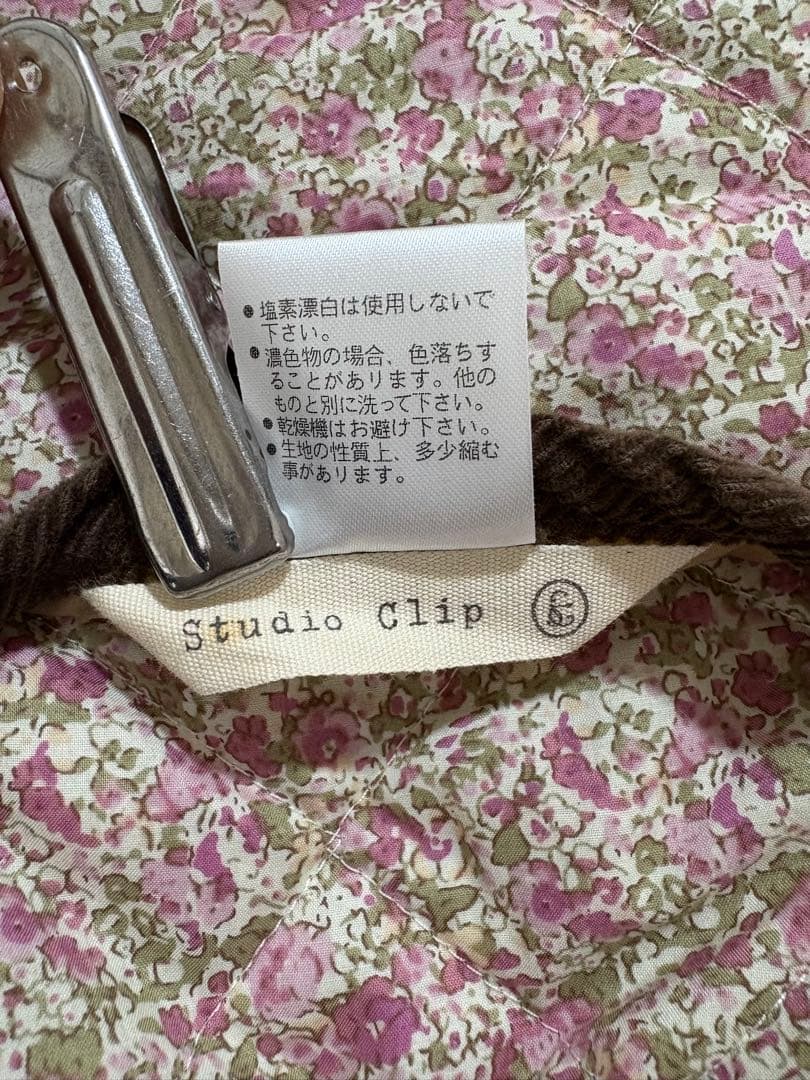 ●塩素漂白は使用しないで
下さい。
●濃色物の場合、色落ちす
ることがあります。他の
ものと別に洗って下さい。
●乾燥機はお避け下さい。
●生地の性質上、多少縮む
事があります。
Studio Clip